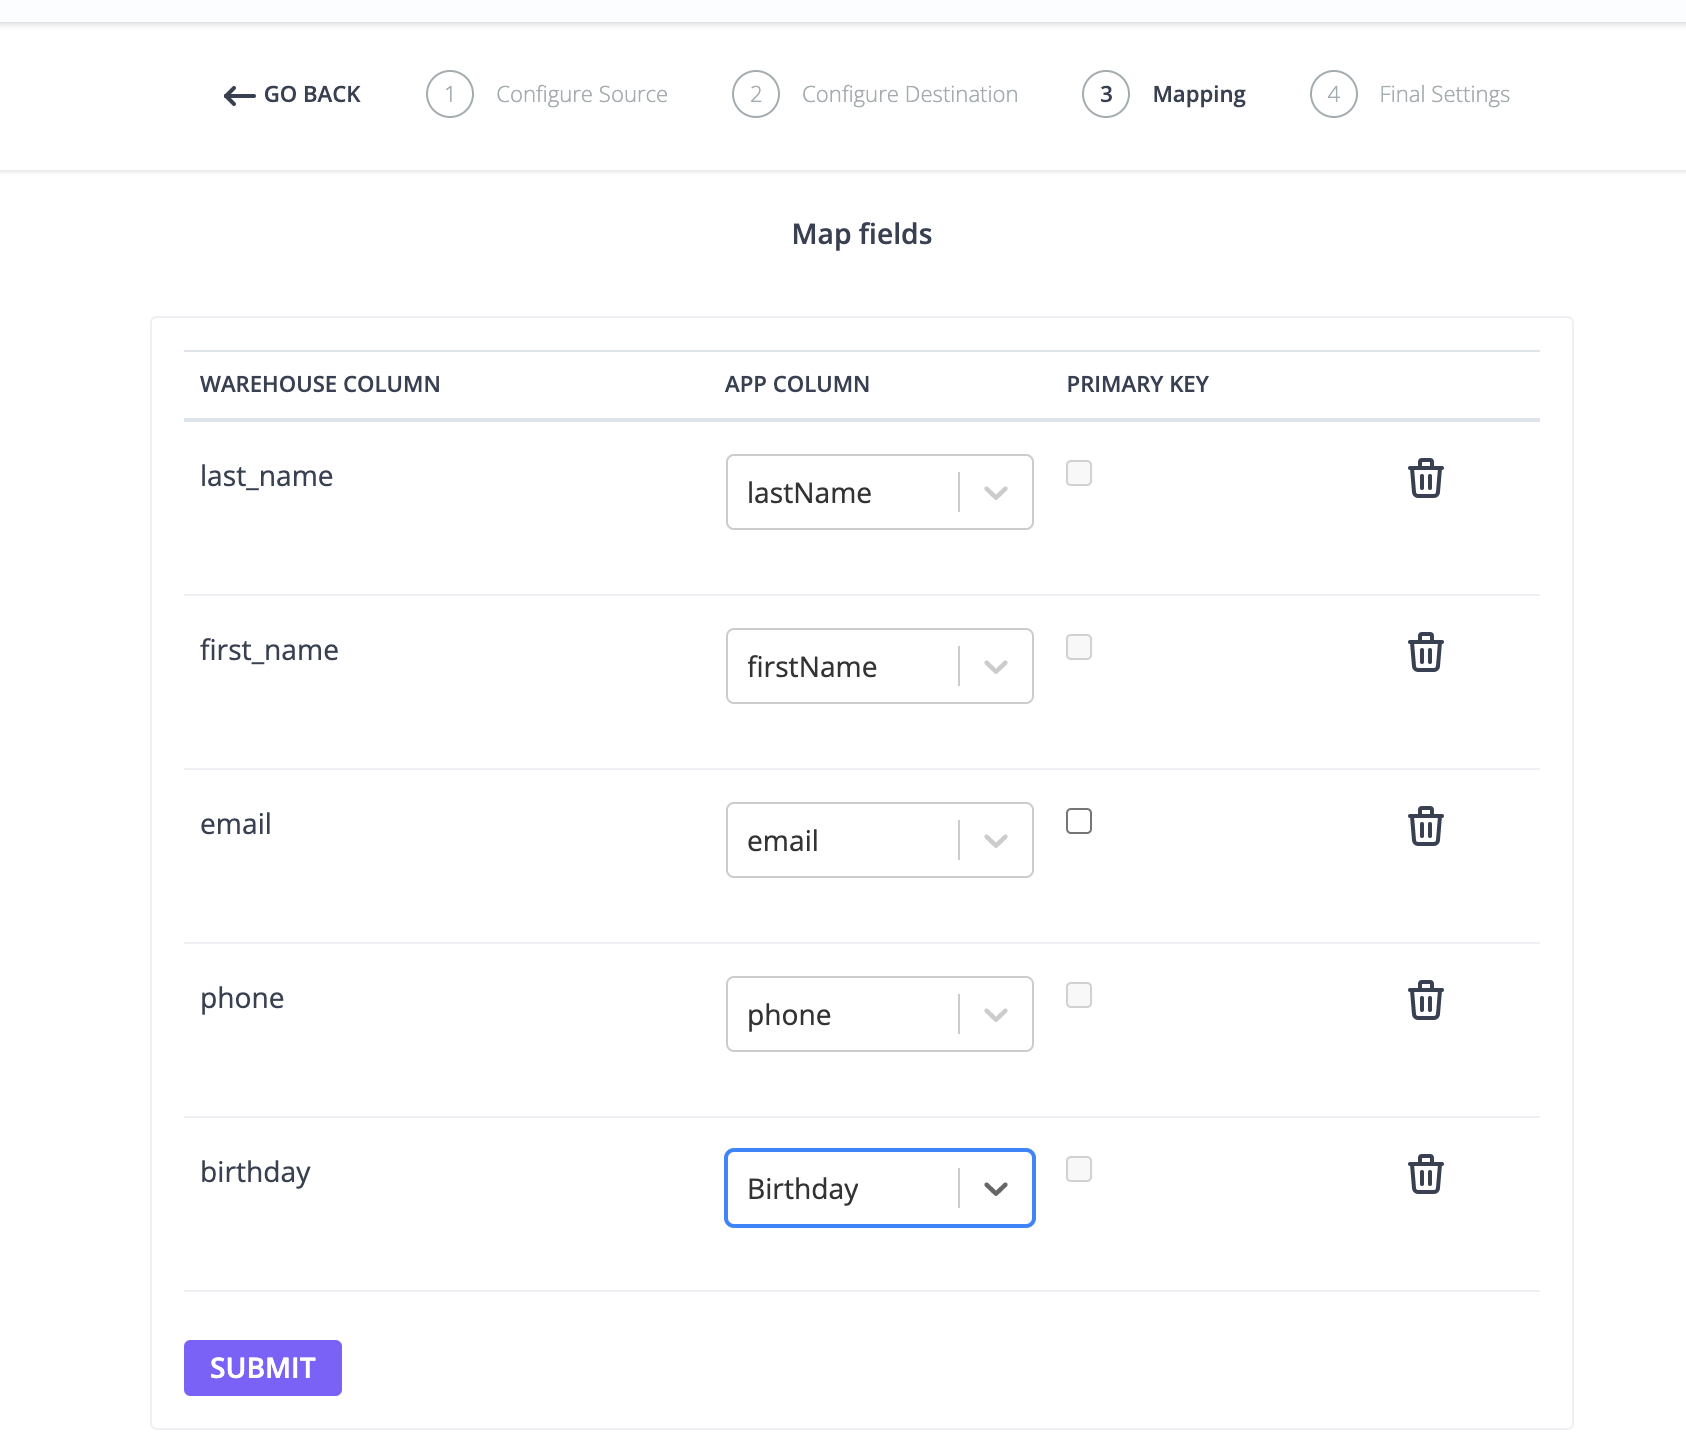 GO BACK 1 Configure Source 2 Configure Destination 3 Mapping 4 Final Settings
Map fields
WAREHOUSE COLUMN APP COLUMN PRIMARY KEY
last_name lastName
first_name firstName
email email
phone phone
birthday Birthday
SUBMIT